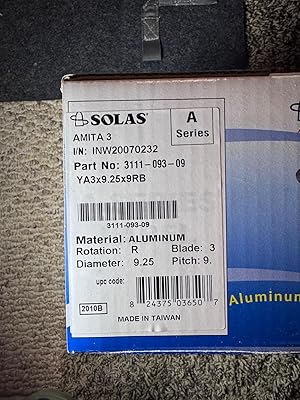 SOLAS
A
Series
AMITA 3
I/N: INW20070232
Part No: 3111-093-09
YA3x9.25x9RB
3111-093-09
Material: ALUMINUM
Rotation: R Blade: 3
Diameter: 9.25 Pitch: 9.
upc code:
8 24375 03650 7
2010B
MADE IN TAIWAN
Aluminum